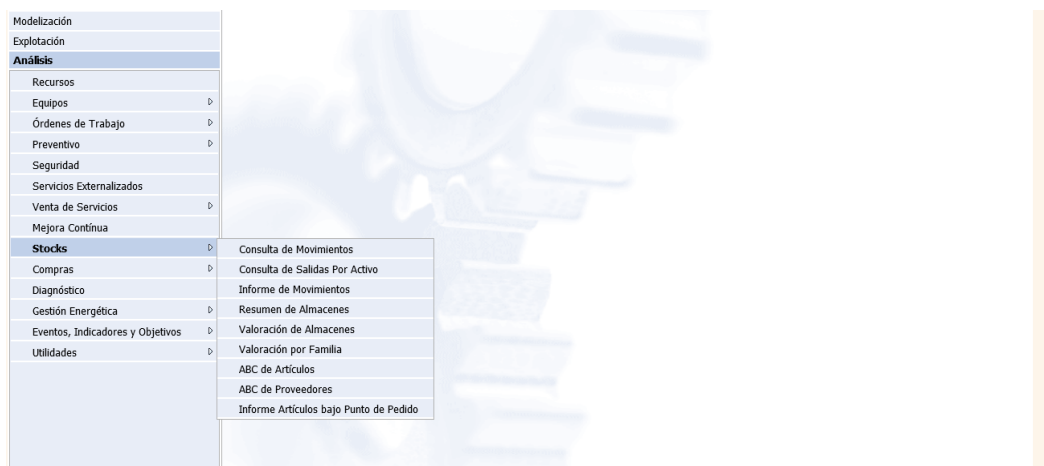 Modelización
Explotación
Análisis
Recursos
Equipos
Órdenes de Trabajo
Preventivo
Seguridad
Servicios Externalizados
Venta de Servicios
Mejora Contínua
Stocks
Consulta de Movimientos
Consulta de Salidas Por Activo
Informe de Movimientos
Resumen de Almacenes
Valoración de Almacenes
Valoración por Familia
ABC de Artículos
ABC de Proveedores
Informe Artículos bajo Punto de Pedido
Compras
Diagnóstico
Gestión Energética
Eventos, Indicadores y Objetivos
Utilidades